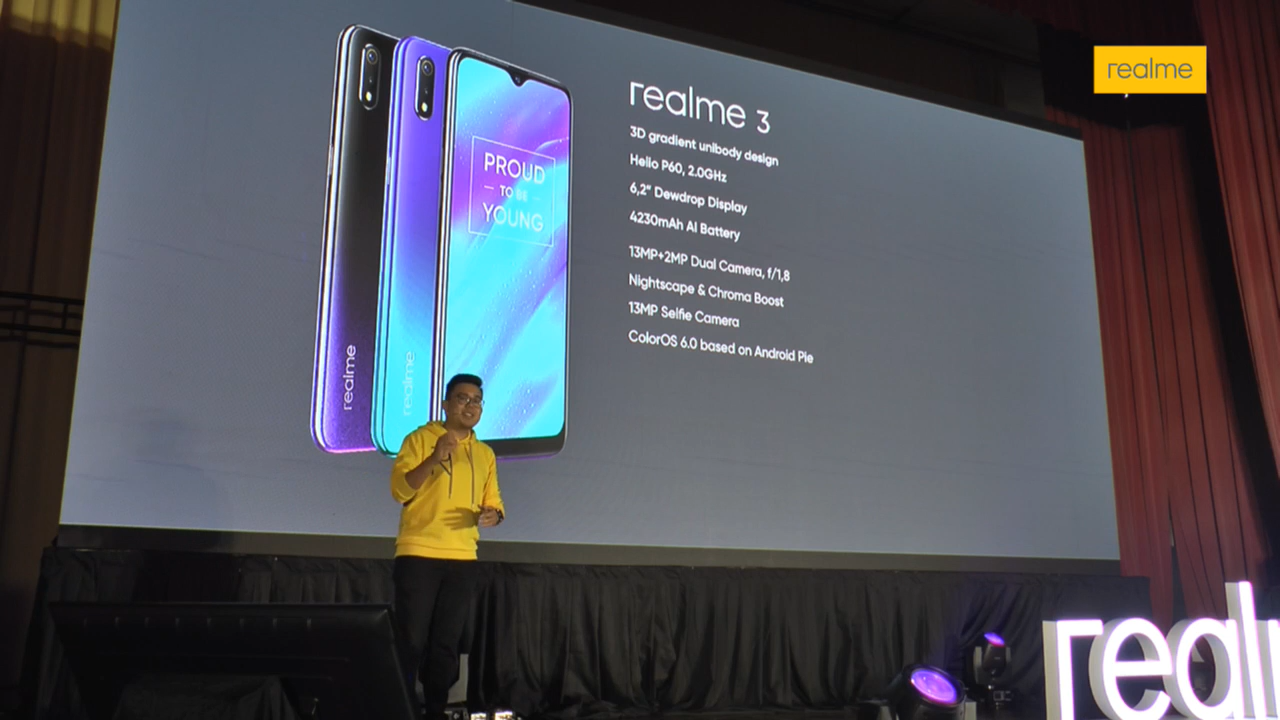 realme
realme 3
3D gradient unibody design
Helio P60, 2.0GHz
6,2" Dewdrop Display
4230mAh AI Battery
13MP+2MP Dual Camera, f/1,8
Nightscape & Chroma Boost
13MP Selfie Camera
ColorOS 6.0 based on Android Pie
PROUD
TO BE
YOUNG
realme
realme
real